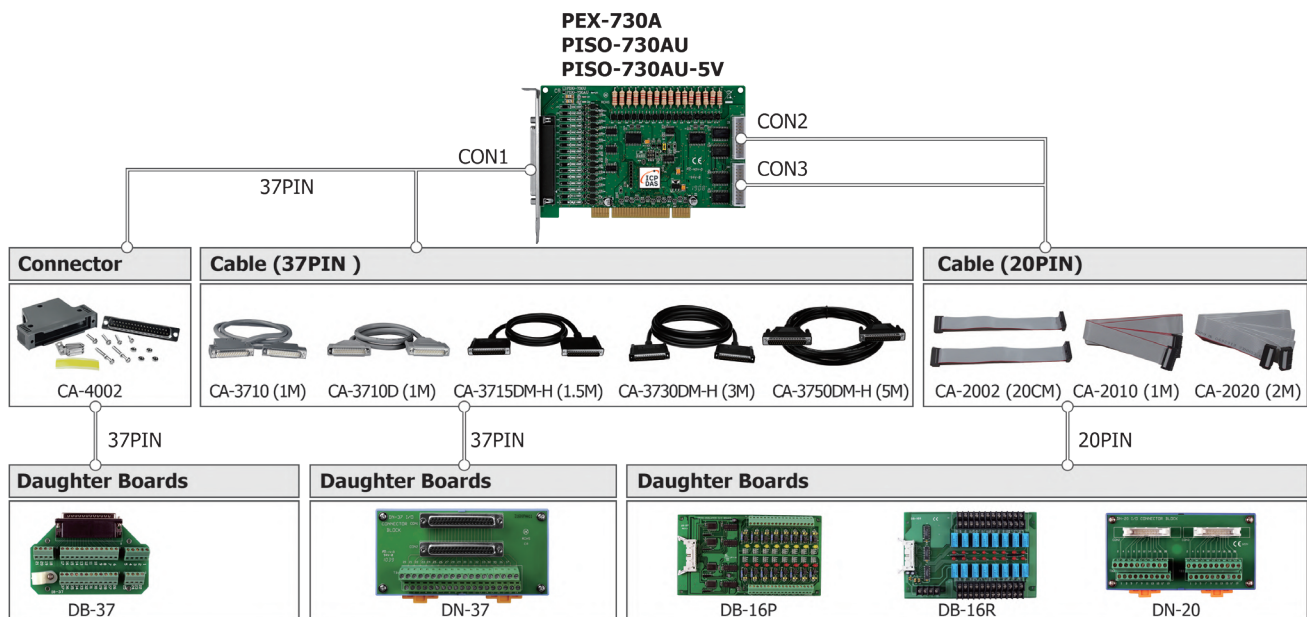 PEX-730A
PISO-730AU
PISO-730AU-5V
CON1
CON2
CON3
37PIN
ICP
DAS
Connector
Cable (37PIN )
Cable (20PIN)
CA-4002
CA-3710 (1M)
CA-3710D (1M)
CA-3715DM-H (1.5M)
CA-3730DM-H (3M)
CA-3750DM-H (5M)
CA-2002 (20CM)
CA-2010 (1M)
CA-2020 (2M)
37PIN
37PIN
20PIN
Daughter Boards
Daughter Boards
Daughter Boards
DB-37
DN-37
DB-16P
DB-16R
DN-20